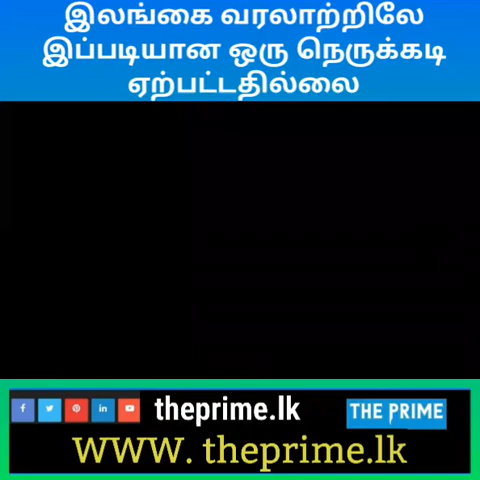 இலங்கை வரலாற்றிலே
இப்படியான ஒரு நெருக்கடி
ஏற்பட்டதில்லை
theprime.lk
THE PRIME
WWW. theprime.lk